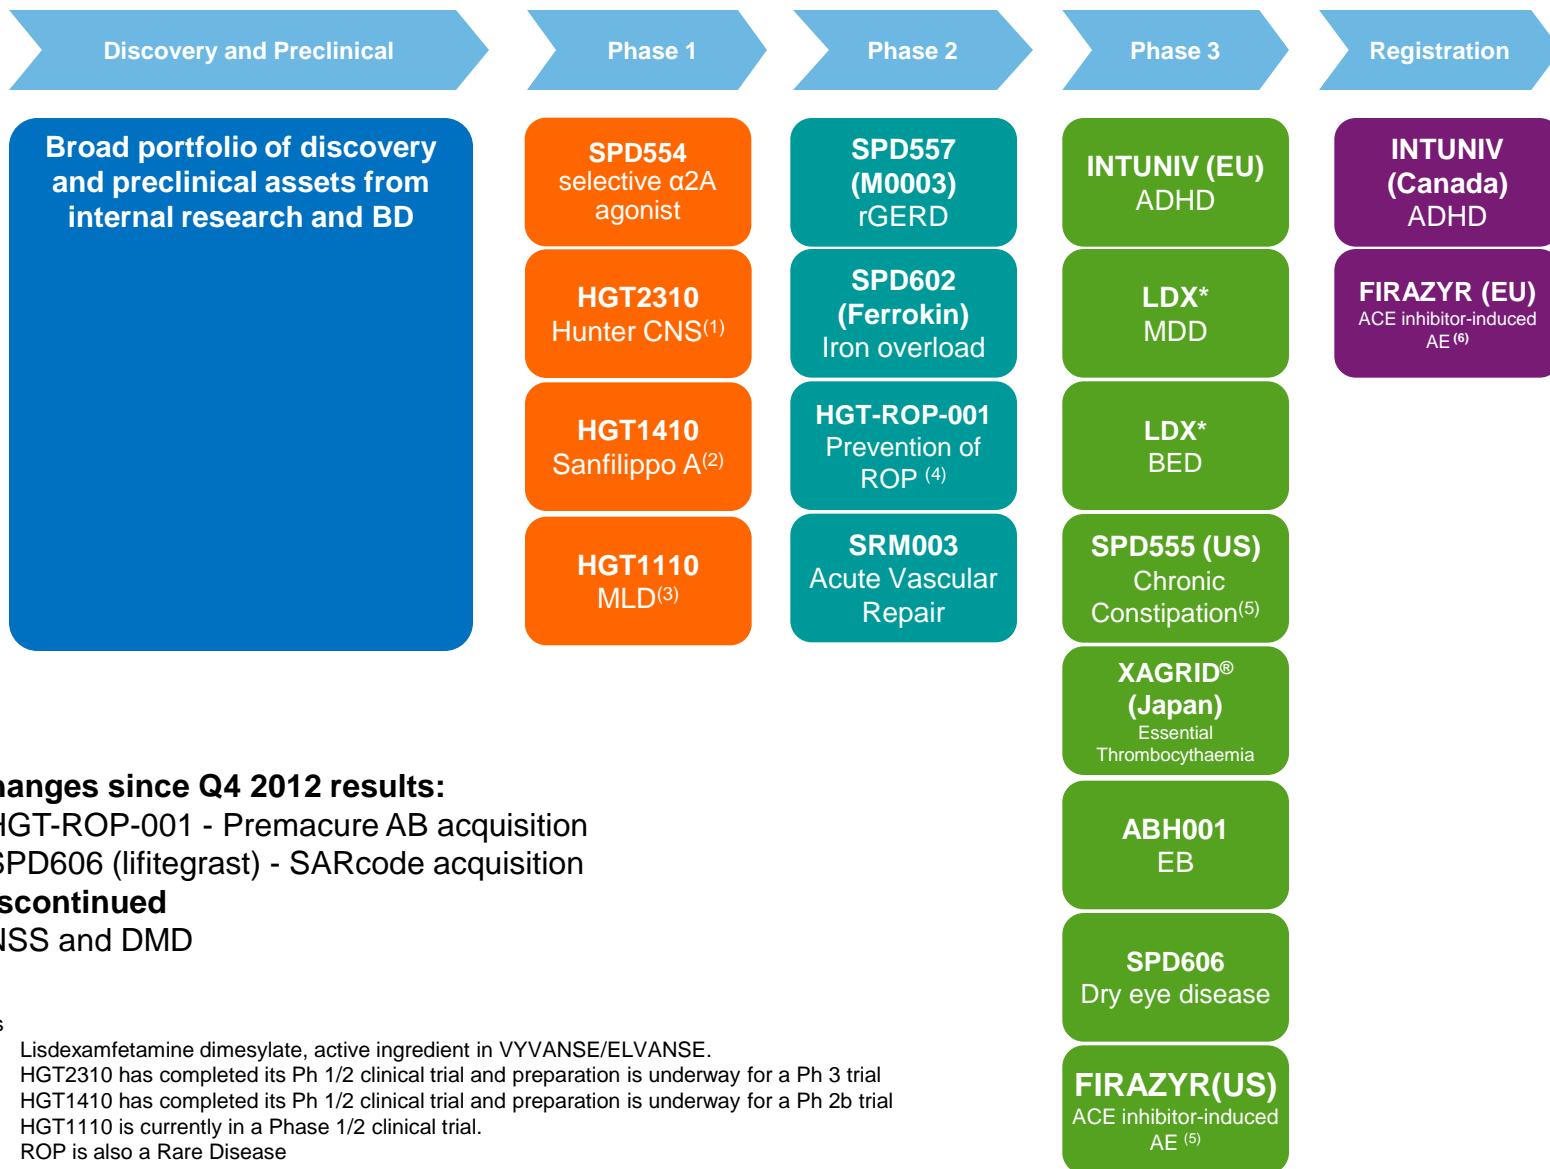 Discovery and Preclinical
Phase 1
Phase 2
Phase 3
Registration
Broad portfolio of discovery
and preclinical assets from
internal research and BD
SPD554
selective α2A
agonist
HGT2310
Hunter CNS(1)
HGT1410
Sanfilippo A(2)
HGT1110
MLD(3)
SPD557
(M0003)
rGERD
SPD602
(Ferrokin)
Iron overload
HGT-ROP-001
Prevention of
ROP (4)
SRM003
Acute Vascular
Repair
INTUNIV (EU)
ADHD
LDX*
MDD
LDX*
BED
SPD555 (US)
Chronic
Constipation(5)
XAGRID®
(Japan)
Essential
Thrombocythaemia
ABH001
EB
SPD606
Dry eye disease
FIRAZYR(US)
ACE inhibitor-induced
AE (5)
INTUNIV
(Canada)
ADHD
FIRAZYR (EU)
ACE inhibitor-induced
AE (6)
hanges since Q4 2012 results:
HGT-ROP-001 - Premacure AB acquisition
SPD606 (lifitegrast) - SARcode acquisition
iscontinued
NSS and DMD
s
Lisdexamfetamine dimesylate, active ingredient in VYVANSE/ELVANSE.
HGT2310 has completed its Ph 1/2 clinical trial and preparation is underway for a Ph 3 trial
HGT1410 has completed its Ph 1/2 clinical trial and preparation is underway for a Ph 2b trial
HGT1110 is currently in a Phase 1/2 clinical trial.
ROP is also a Rare Disease